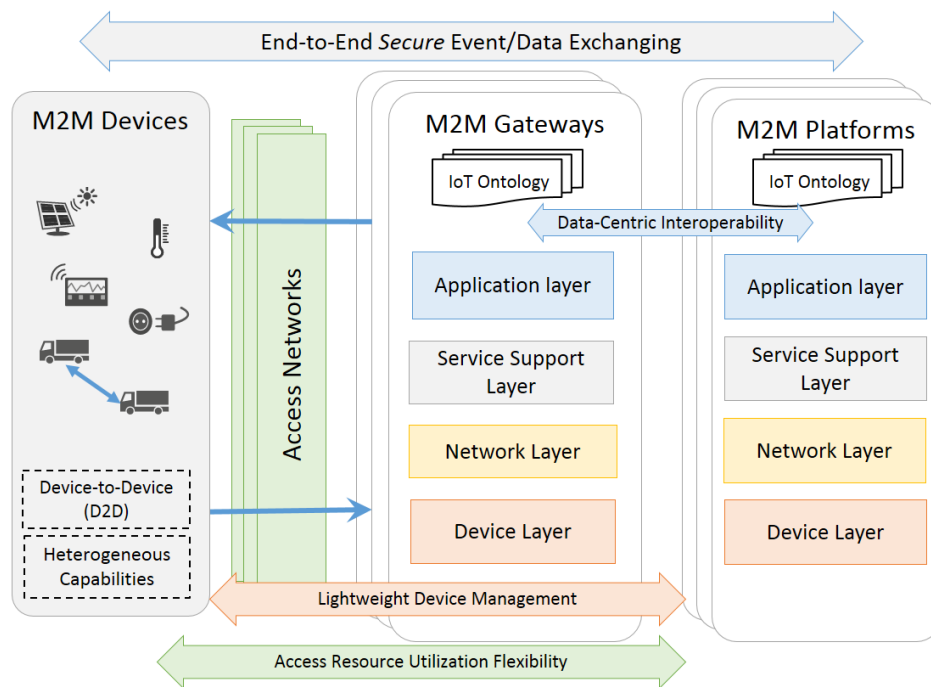 End-to-End Secure Event/Data Exchanging
M2M Devices
Device-to-Device
(D2D)
Heterogeneous
Capabilities
Access Networks
M2M Gateways
IoT Ontology
Application layer
Service Support
Layer
Network Layer
Device Layer
M2M Platforms
IoT Ontology
Data-Centric Interoperability
Application layer
Service Support
Layer
Network Layer
Device Layer
Lightweight Device Management
Access Resource Utilization Flexibility